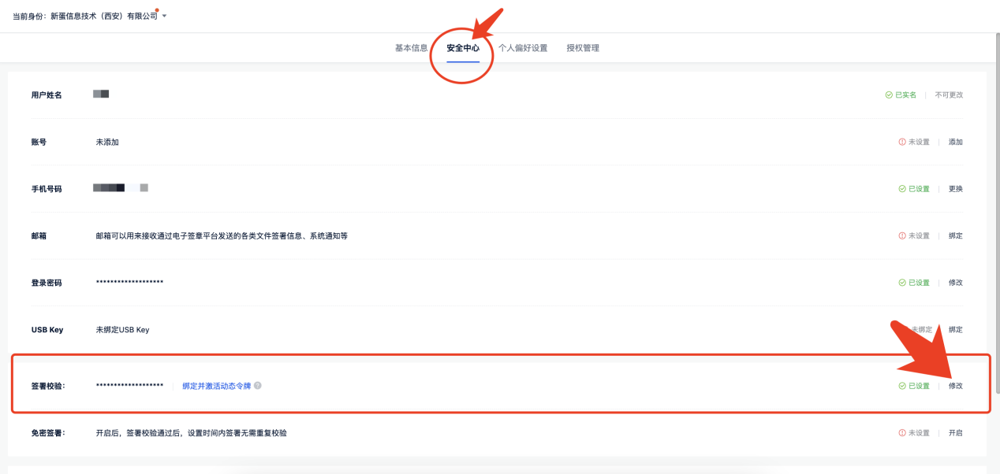 当前身份：新蛋信息技术（西安）有限公司
基本信息 安全中心 个人偏好设置 授权管理
用户姓名 已实名 不可更改
账号 未添加 未设置 添加
手机号码 已设置 更换
邮箱 邮箱可以用来接收通过电子签章平台发送的各类文件签署信息、系统通知等 未设置 绑定
登录密码 ******************* 已设置 修改
USB Key 未绑定USB Key 未绑定 绑定
签署校验： ******************* 绑定并激活动态令牌 ? 已设置 修改
免密签署： 开启后，签署校验通过后，设置时间内签署无需重复校验 未设置 开启